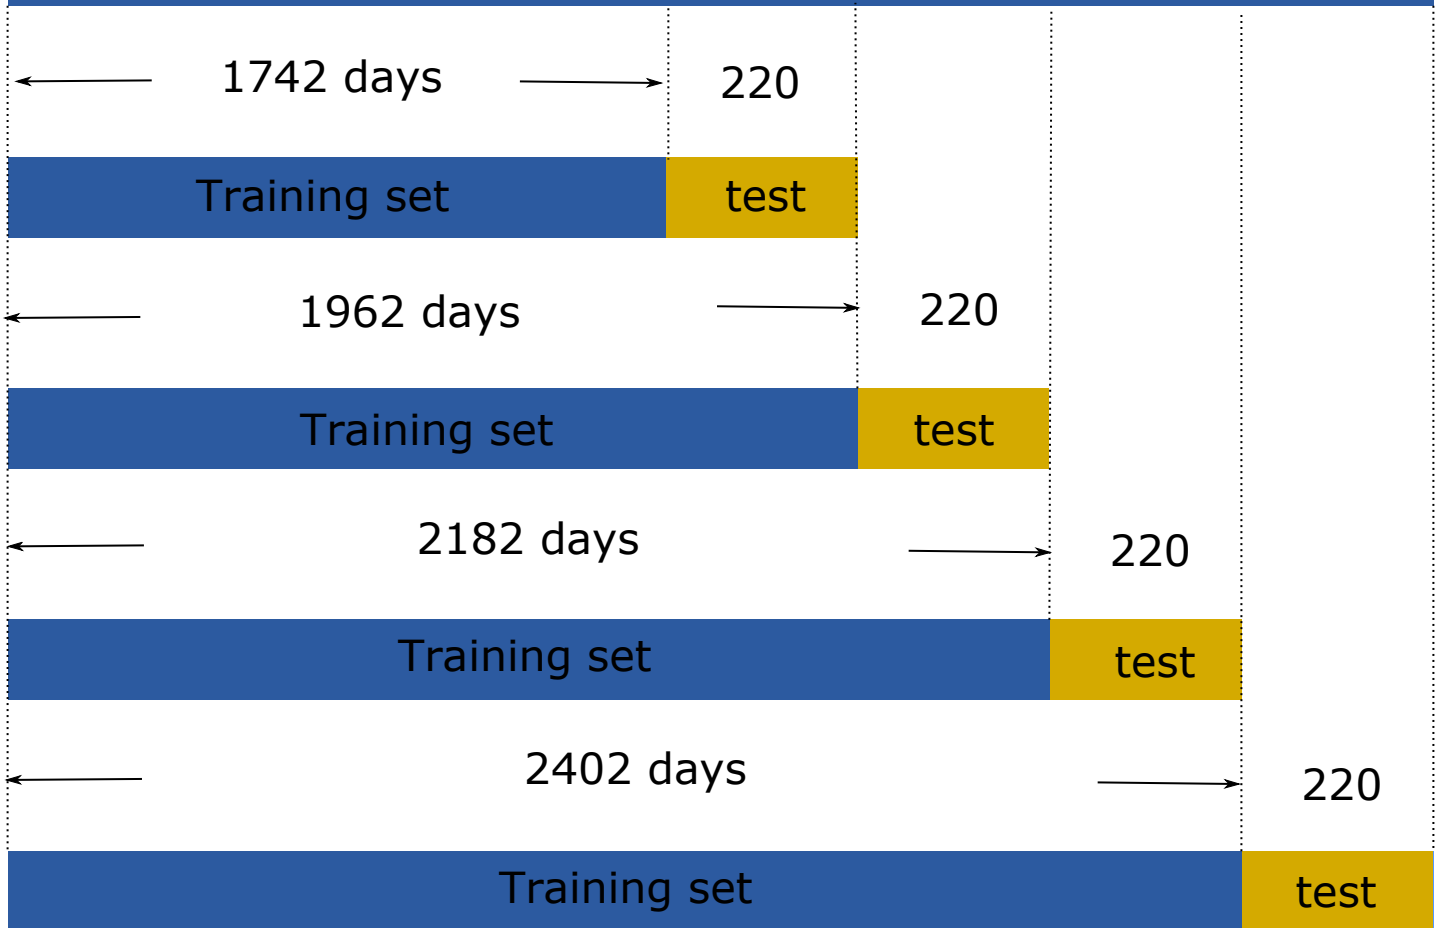 1742 days
220
Training set
test
1962 days
220
Training set
test
2182 days
220
Training set
test
2402 days
220
Training set
test